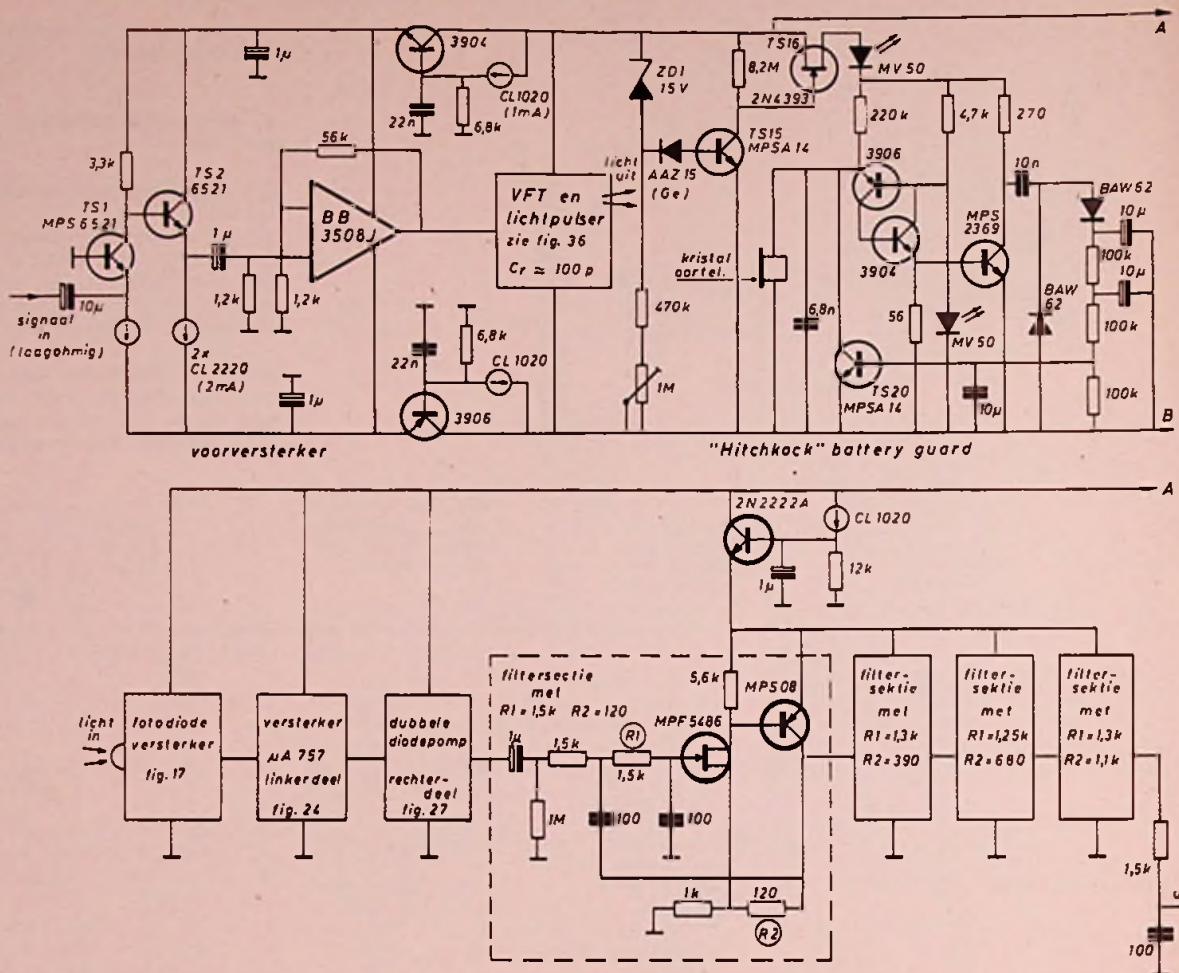 A
3904
1µ
CL1020
(1mA)
22n
6,8k
ZD1
15V
8,2M
TS16
MV50
2N4393
220k
4,7k
270
3,3k
TS2
6521
56k
TS1
MPS6521
BB
3508J
1µ
AAZ15
(Ge)
TS15
MPSA14
licht
uit
VFT en
lichtpulser
zie fig. 36
Cr ≃ 100p
3906
10n
BAW62
10µ
MPS
2369
3904
kristal
oortel.
100k
10µ
BAW
62
10µ
signaal
in
(laagohmig)
1,2k
1,2k
2x
CL2220
(2mA)
22n
6,8k
CL1020
470k
6,8n
56
MV50
100k
1M
TS20
MPSA14
10µ
100k
1µ
3906
B
voorversterker
"Hitchkock" battery guard
A
2N2222A
CL1020
1µ
12k
filtersectie
met
R1=1,5k R2=120
5,6k
MPS08
MPF5486
licht
in
fotodiode
versterker
fig. 17
versterker
µA757
linkerdeel
fig. 24
dubbele
diodepomp
rechter-
deel
fig. 27
1µ
1,5k
R1
1,5k
1M
100
100
1k
120
R2
filter-
sektie
met
R1=1,3k
R2=390
filter-
sektie
met
R1=1,25k
R2=680
filter-
sektie
met
R1=1,3k
R2=1,1k
1,5k
100